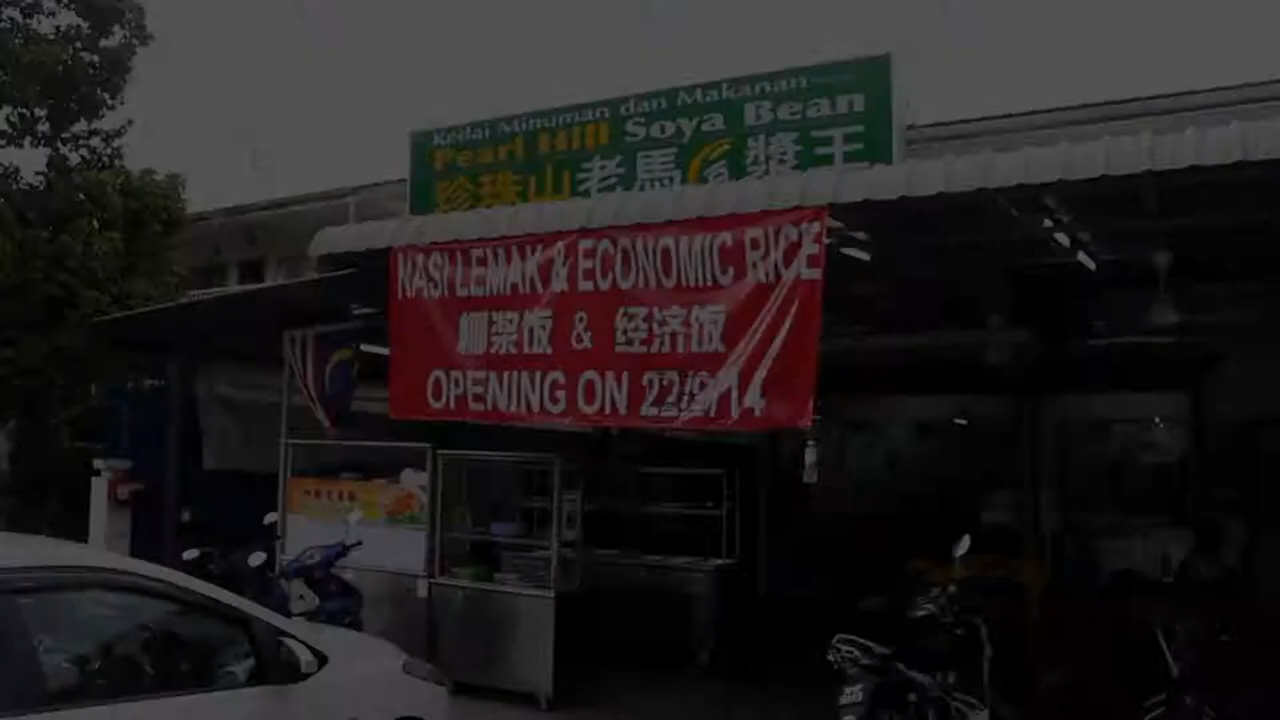 Kedai Minuman dan Makanan
Pearl Hill Soya Bean
珍珠山老馬豆漿王
NASI LEMAK & ECONOMIC RICE
椰浆饭 & 经济饭
OPENING ON 22/9/14